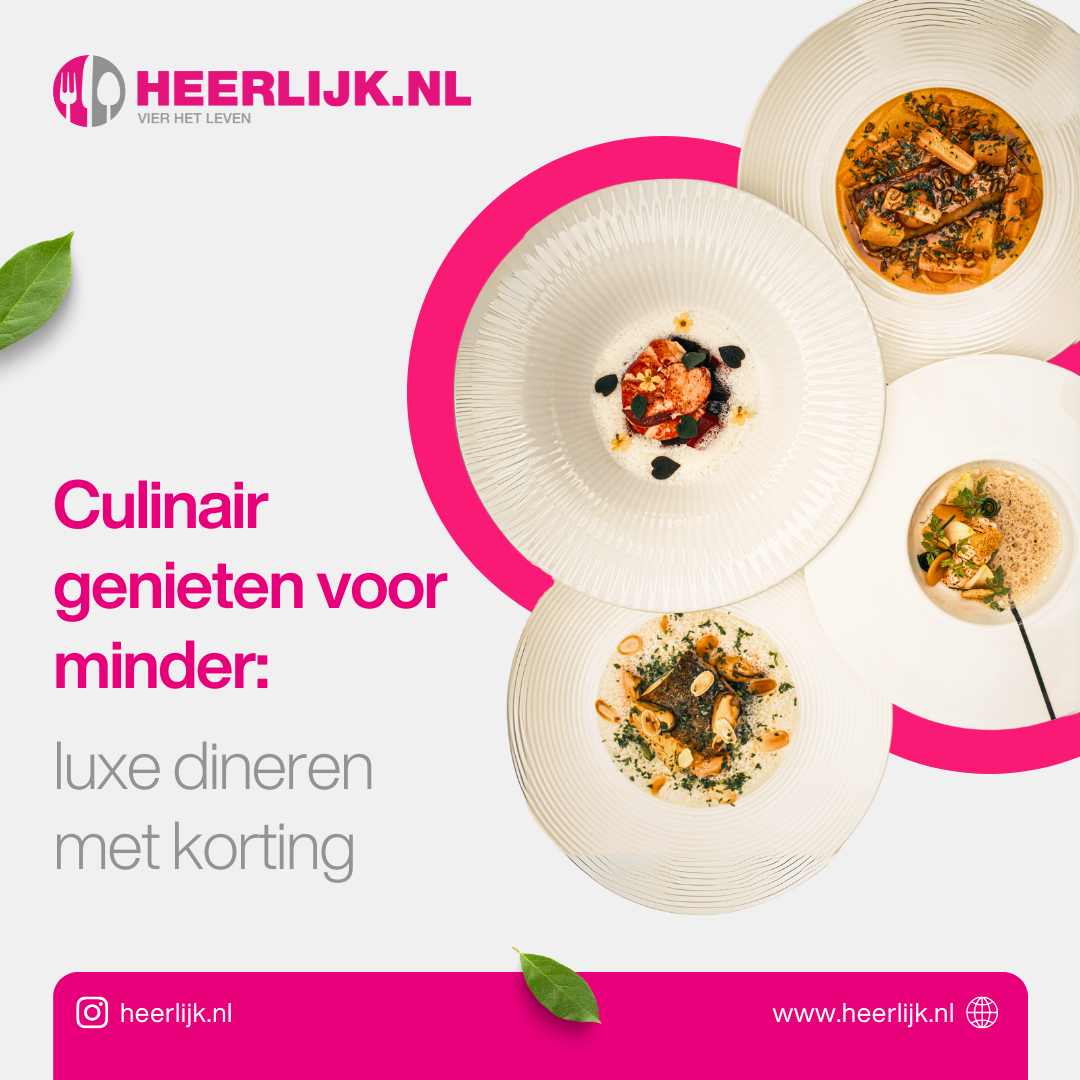 HEERLIJK.NL
VIER HET LEVEN
Culinair
genieten voor
minder:
luxe dineren
met korting
heerlijk.nl
www.heerlijk.nl